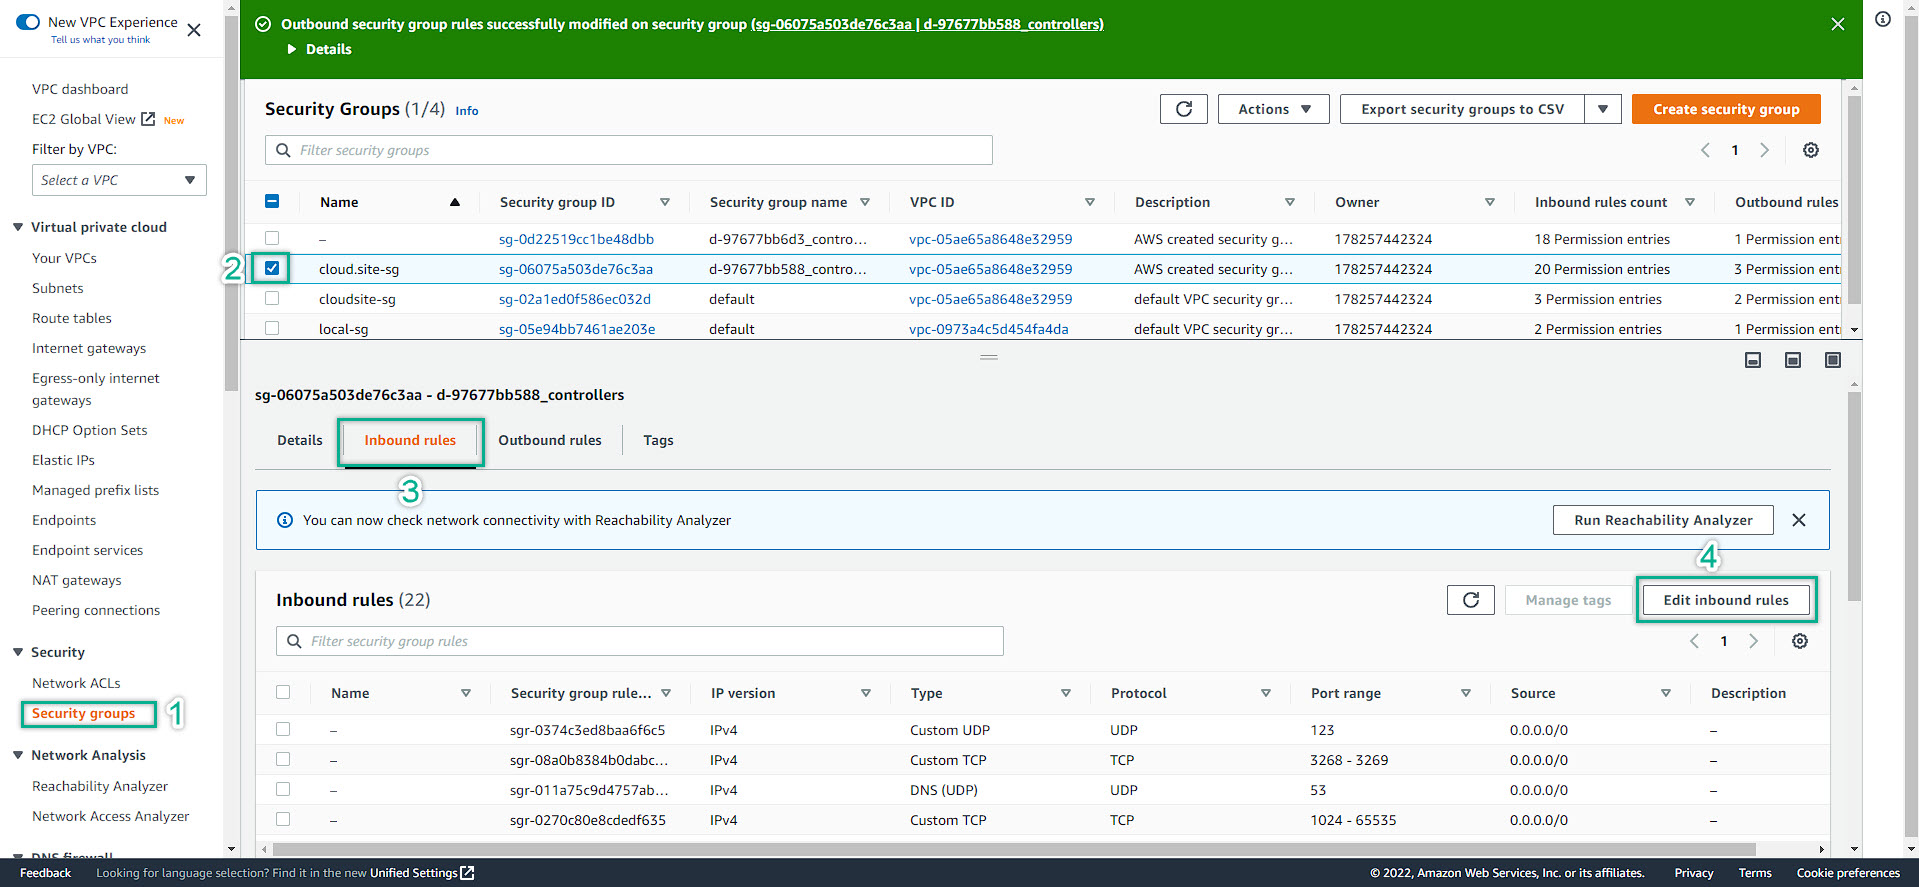 New VPC Experience
Tell us what you think
VPC dashboard
EC2 Global View New
Filter by VPC:
Select a VPC
Virtual private cloud
Your VPCs
Subnets
Route tables
Internet gateways
Egress-only internet
gateways
DHCP Option Sets
Elastic IPs
Managed prefix lists
Endpoints
Endpoint services
NAT gateways
Peering connections
Security
Network ACLs
Security groups 1
Network Analysis
Reachability Analyzer
Network Access Analyzer
DNS firewall
Outbound security group rules successfully modified on security group (sg-06075a503de76c3aa | d-97677bb588_controllers)
Details
Security Groups (1/4) Info
Actions
Export security groups to CSV
Create security group
Filter security groups
1
Name Security group ID Security group name VPC ID Description Owner Inbound rules count Outbound rules
– sg-0d22519cc1be48dbb d-97677bb6d3_contro... vpc-05ae65a8648e32959 AWS created security g... 178257442324 18 Permission entries 1 Permission ent
2 cloud.site-sg sg-06075a503de76c3aa d-97677bb588_contro... vpc-05ae65a8648e32959 AWS created security g... 178257442324 20 Permission entries 3 Permission ent
cloudsite-sg sg-02a1ed0f586ec032d default vpc-05ae65a8648e32959 default VPC security gr... 178257442324 3 Permission entries 2 Permission ent
local-sg sg-05e94bb7461ae203e default vpc-0973a4c5d454fa4da default VPC security gr... 178257442324 2 Permission entries 1 Permission ent
sg-06075a503de76c3aa - d-97677bb588_controllers
Details Inbound rules Outbound rules Tags
3
You can now check network connectivity with Reachability Analyzer
Run Reachability Analyzer
4
Inbound rules (22)
Manage tags
Edit inbound rules
Filter security group rules
1
Name Security group rule... IP version Type Protocol Port range Source Description
– sgr-0374c3ed8baa6f6c5 IPv4 Custom UDP UDP 123 0.0.0.0/0 –
– sgr-08a0b8384b0dabc... IPv4 Custom TCP TCP 3268 - 3269 0.0.0.0/0 –
– sgr-011a75c9d4757ab... IPv4 DNS (UDP) UDP 53 0.0.0.0/0 –
– sgr-0270c80e8cdedf635 IPv4 Custom TCP TCP 1024 - 65535 0.0.0.0/0 –
Feedback Looking for language selection? Find it in the new Unified Settings © 2022, Amazon Web Services, Inc. or its affiliates. Privacy Terms Cookie preferences